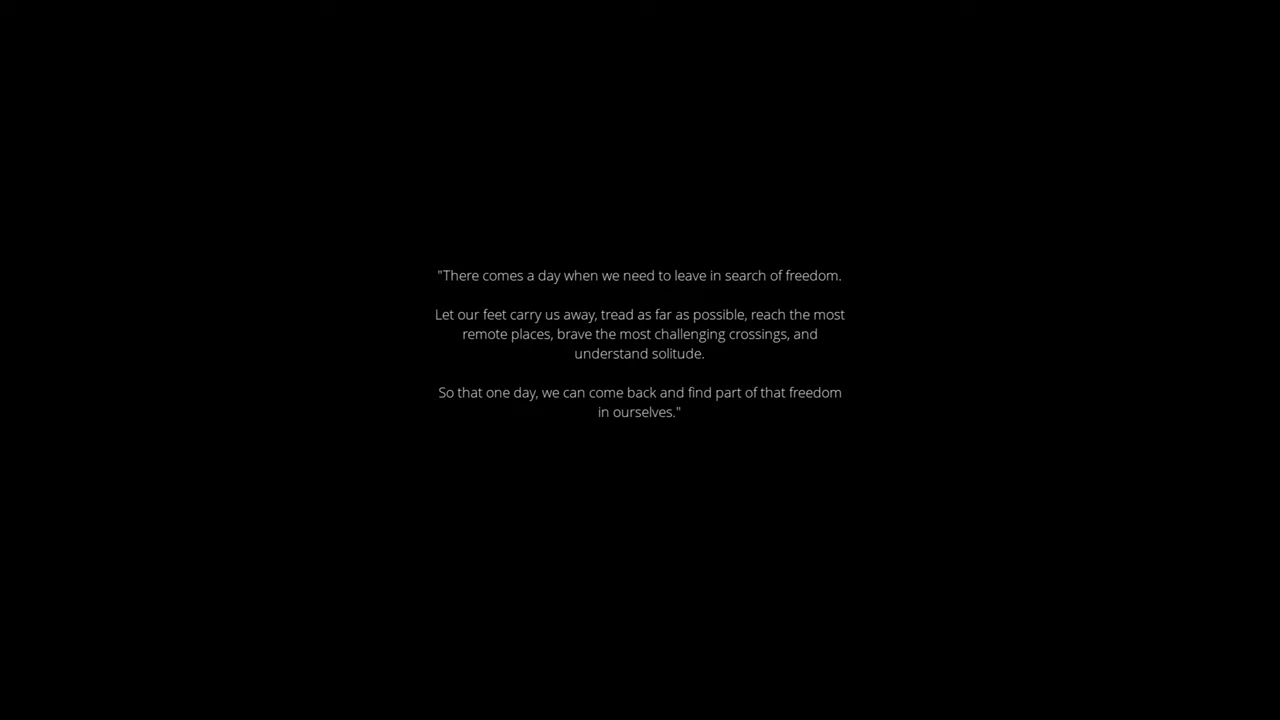 "There comes a day when we need to leave in search of freedom.
Let our feet carry us away, tread as far as possible, reach the most
remote places, brave the most challenging crossings, and
understand solitude.
So that one day, we can come back and find part of that freedom
in ourselves."